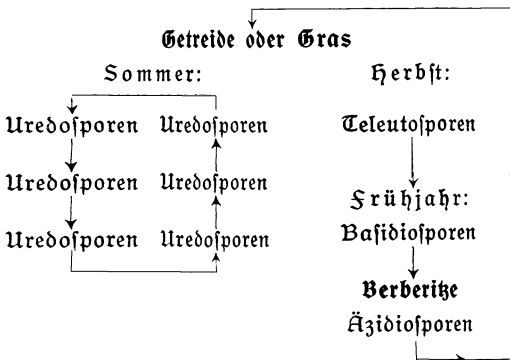 Getreide oder Gras
Sommer:
Herbſt:
Uredoſporen Uredoſporen
Teleutoſporen
Uredoſporen Uredoſporen
Frühjahr:
Uredoſporen Uredoſporen
Baſidioſporen
Berberitze
Äzidioſporen